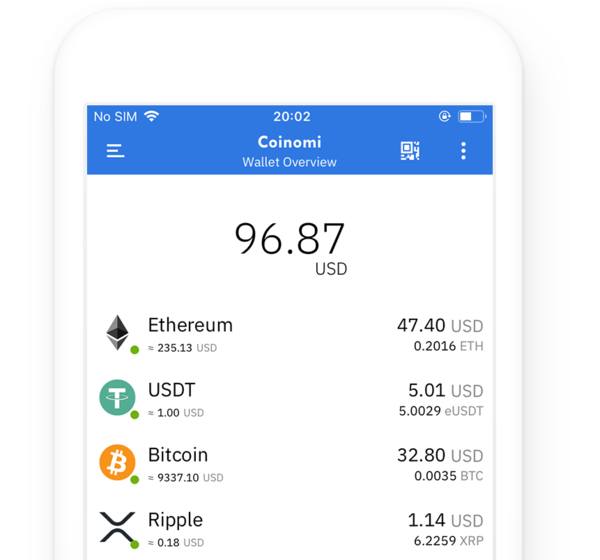 No SIM 20:02
Coinomi
Wallet Overview
96.87
USD
Ethereum 47.40 USD
≈ 235.13 USD 0.2016 ETH
USDT 5.01 USD
≈ 1.00 USD 5.0029 eUSDT
Bitcoin 32.80 USD
≈ 9337.10 USD 0.0035 BTC
Ripple 1.14 USD
≈ 0.18 USD 6.2259 XRP